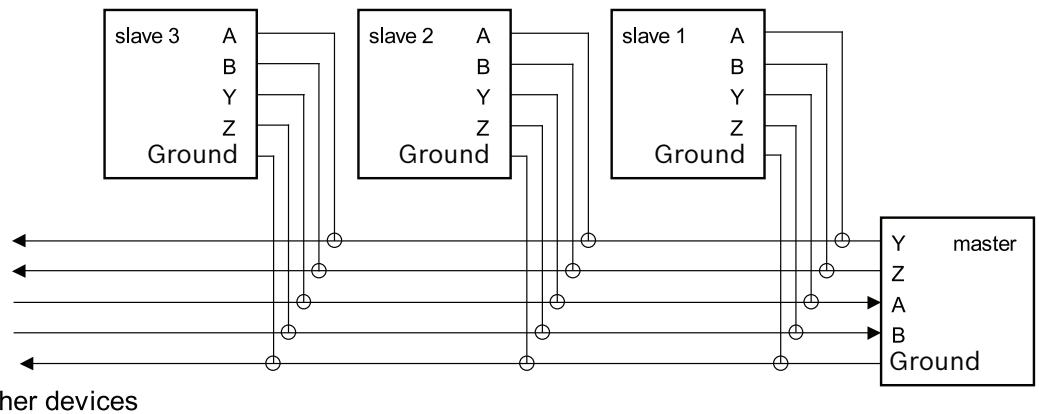 slave 3 A
B
Y
Z
Ground
slave 2 A
B
Y
Z
Ground
slave 1 A
B
Y
Z
Ground
Y master
Z
A
B
Ground
her devices